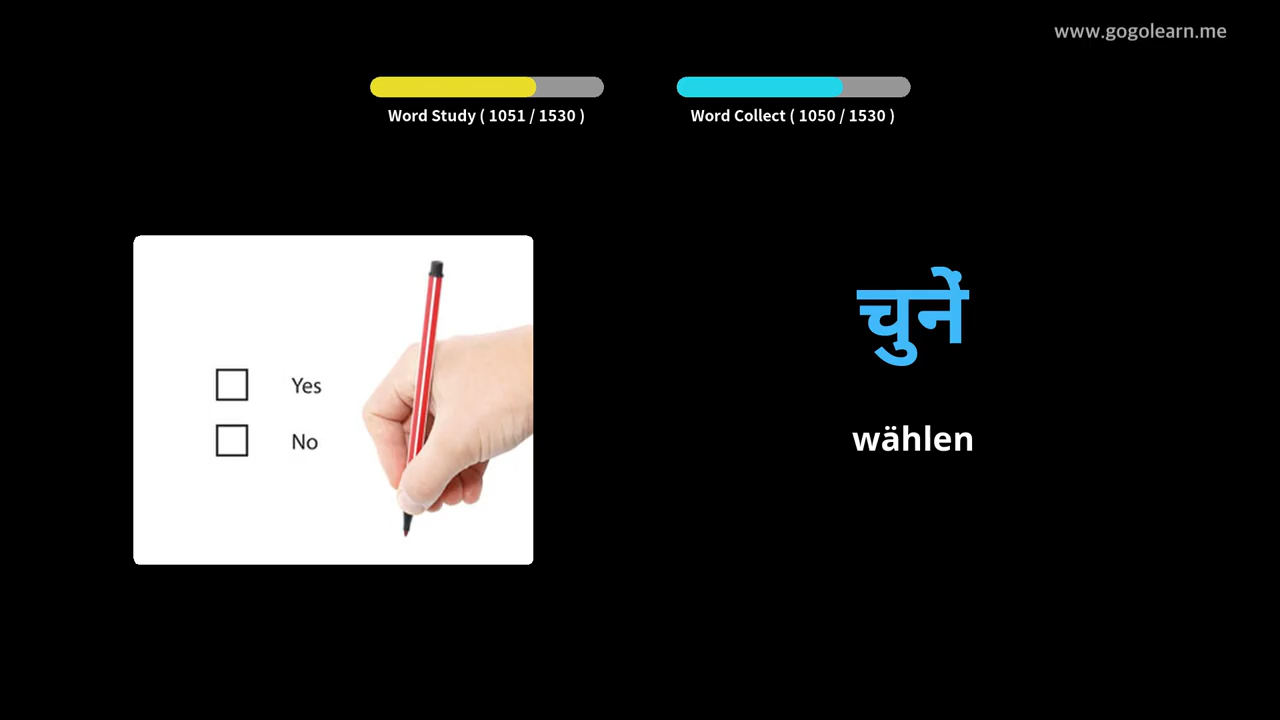 www.gogolearn.me
Word Study ( 1051 / 1530 )
Word Collect ( 1050 / 1530 )
Yes
No
चुनें
wählen